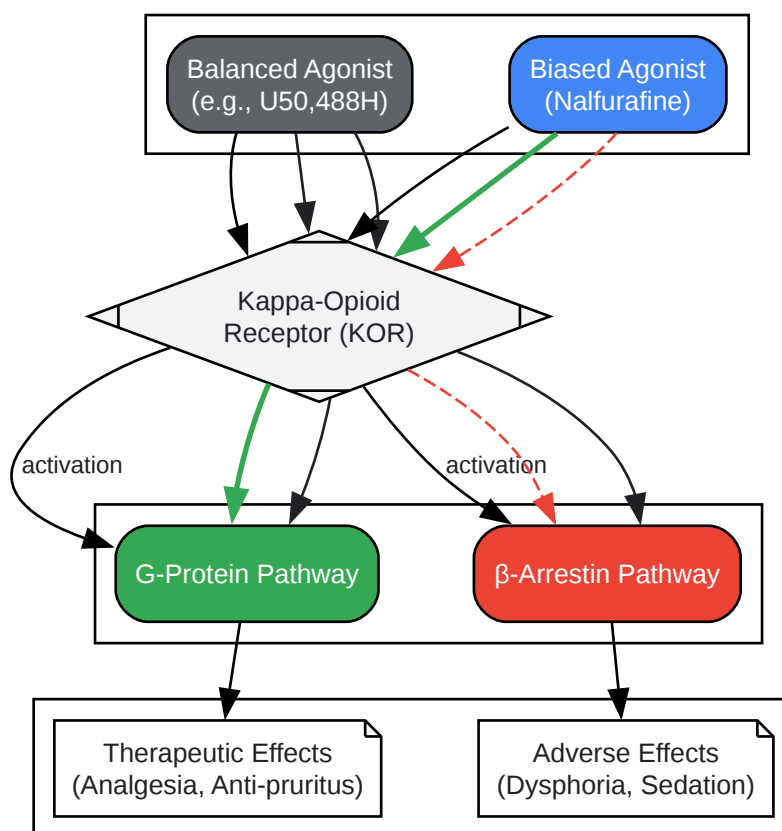 Balanced Agonist
(e.g., U50,488H)
Biased Agonist
(Nalfurafine)
Kappa-Opioid
Receptor (KOR)
activation
activation
G-Protein Pathway
β-Arrestin Pathway
Therapeutic Effects
(Analgesia, Anti-pruritus)
Adverse Effects
(Dysphoria, Sedation)